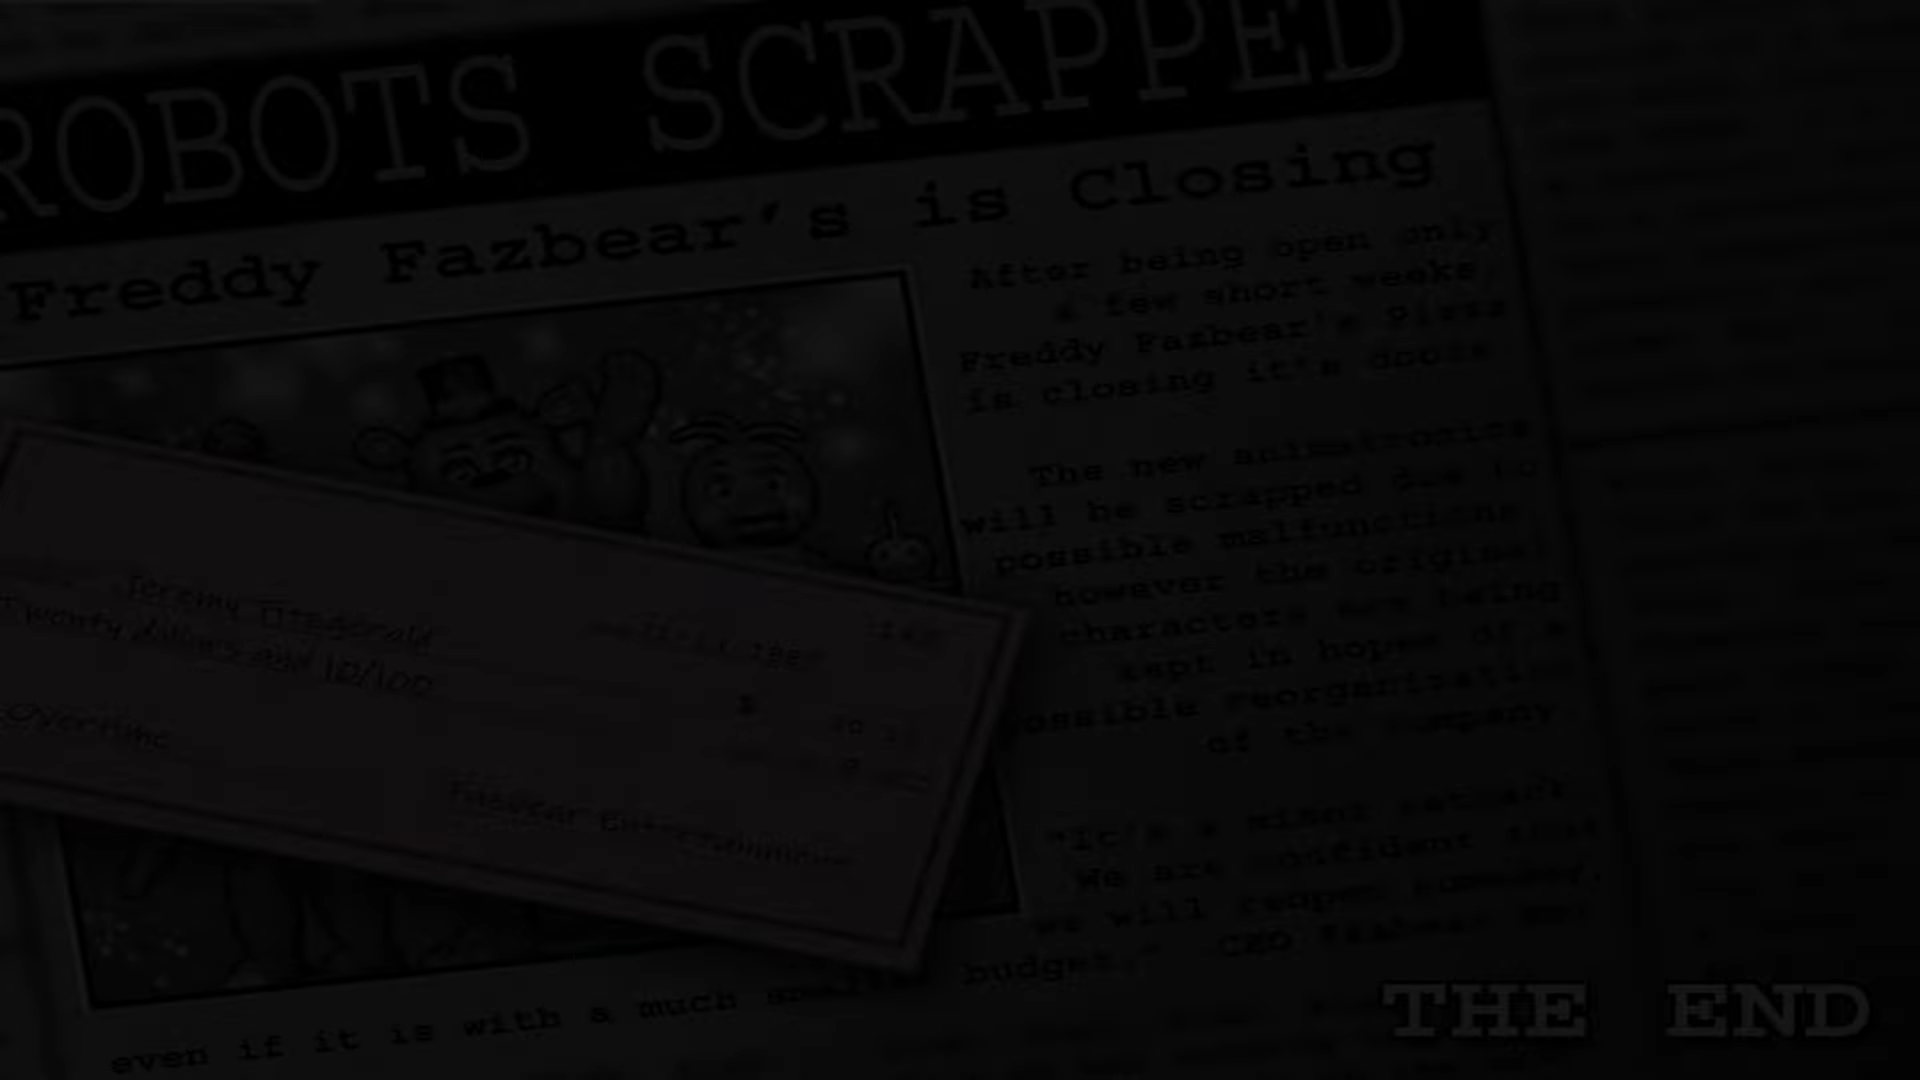 ROBOTS SCRAPPED
Freddy Fazbear's is Closing
After being open only
a few short weeks,
Freddy Fazbear's Pizza
is closing it's doors.
The new animatronics
will be scrapped due to
possible malfunctions
however the original
characters are being
kept in hopes of a
possible reorganization
of the company.
"It's a minor setback
We are confident that
we will reopen someday,
even if it is with a much smaller budget." CEO Fazbear
Jeremy Fitzgerald
Twenty dollars and 10/100
$
Overtime
Fazbear Entertainment
THE END